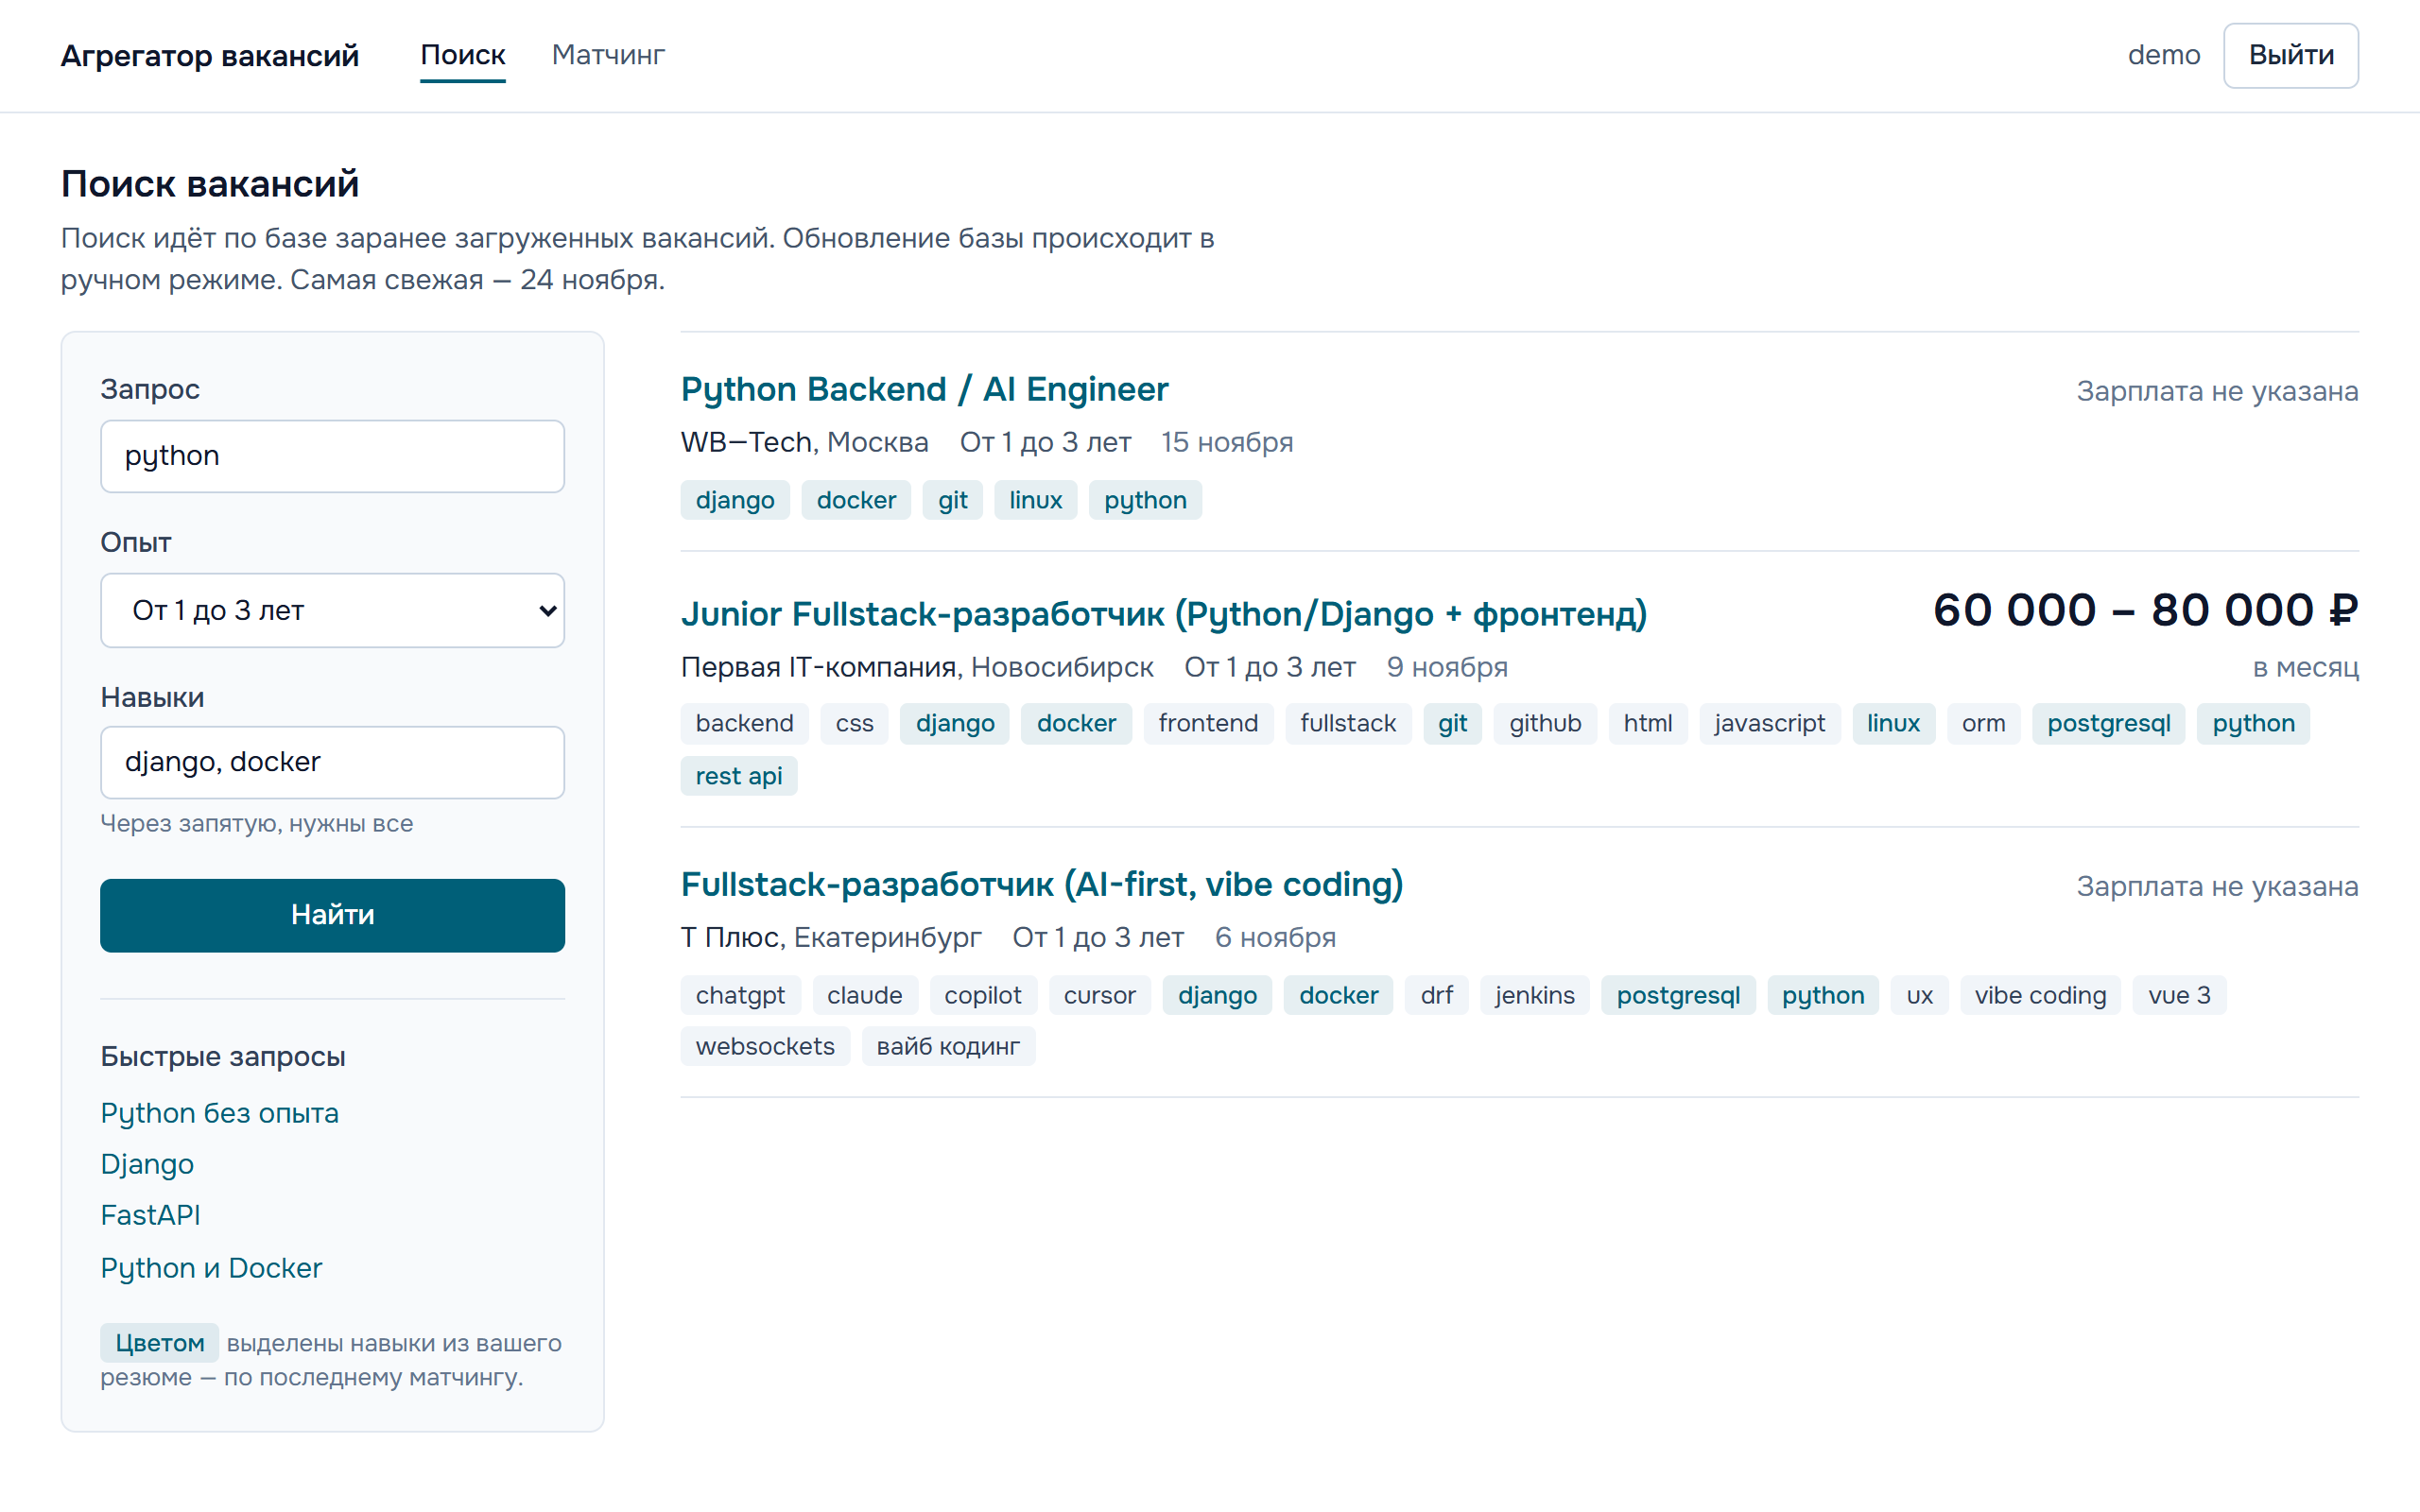 Агрегатор вакансий Поиск Матчинг demo Выйти
Поиск вакансий
Поиск идёт по базе заранее загруженных вакансий. Обновление базы происходит в
ручном режиме. Самая свежая — 24 ноября.
Запрос
python
Опыт
От 1 до 3 лет
Навыки
django, docker
Через запятую, нужны все
Найти
Быстрые запросы
Python без опыта
Django
FastAPI
Python и Docker
Цветом выделены навыки из вашего
резюме — по последнему матчингу.
Python Backend / AI Engineer Зарплата не указана
WB—Tech, Москва От 1 до 3 лет 15 ноября
django docker git linux python
Junior Fullstack-разработчик (Python/Django + фронтенд) 60 000 – 80 000 ₽
Первая IT-компания, Новосибирск От 1 до 3 лет 9 ноября в месяц
backend css django docker frontend fullstack git github html javascript linux orm postgresql python
rest api
Fullstack-разработчик (AI-first, vibe coding) Зарплата не указана
Т Плюс, Екатеринбург От 1 до 3 лет 6 ноября
chatgpt claude copilot cursor django docker drf jenkins postgresql python ux vibe coding vue 3
websockets вайб кодинг